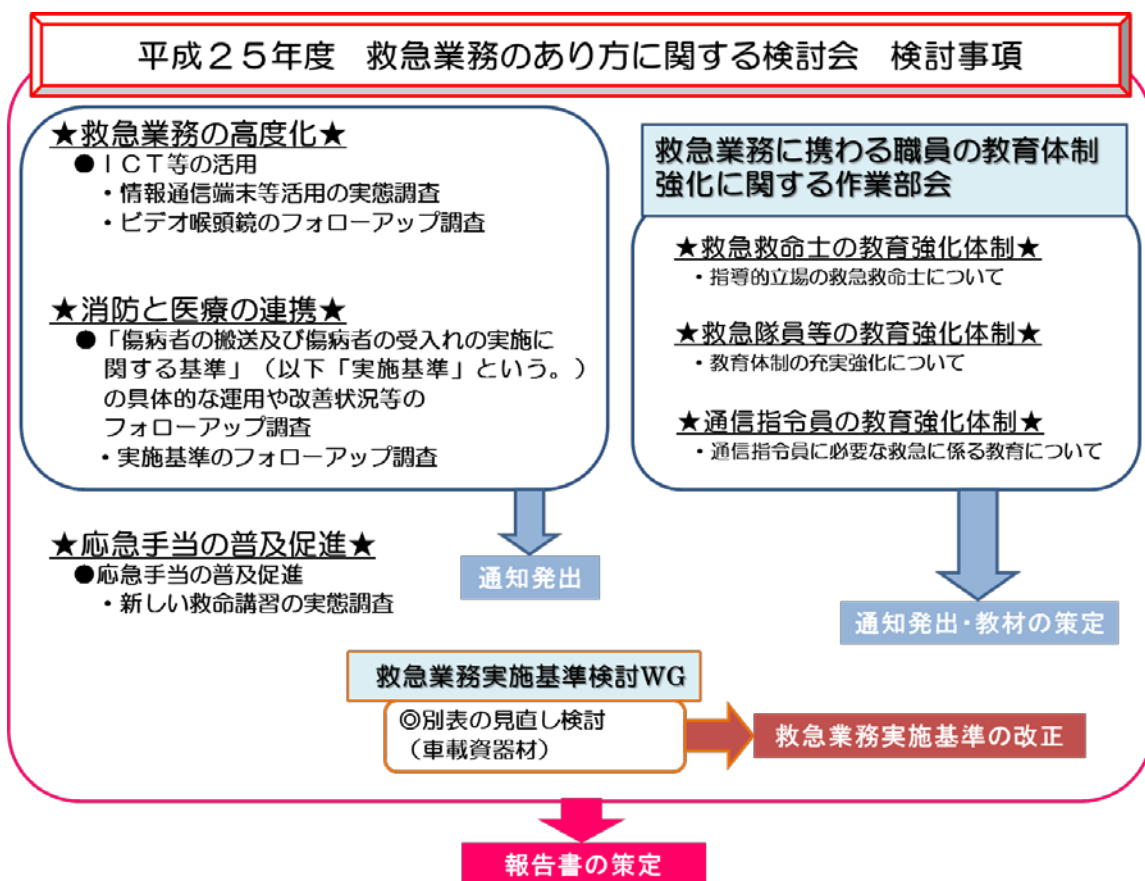 平成２５年度　救急業務のあり方に関する検討会　検討事項
★救急業務の高度化★
●ＩＣＴ等の活用
・情報通信端末等活用の実態調査
・ビデオ喉頭鏡のフォローアップ調査
★消防と医療の連携★
●「傷病者の搬送及び傷病者の受入れの実施に
関する基準」（以下「実施基準」という。）
の具体的な運用や改善状況等の
フォローアップ調査
・実施基準のフォローアップ調査
通知発出
★応急手当の普及促進★
●応急手当の普及促進
・新しい救命講習の実態調査
救急業務に携わる職員の教育体制
強化に関する作業部会
★救急救命士の教育強化体制★
・指導的立場の救急救命士について
★救急隊員等の教育強化体制★
・教育体制の充実強化について
★通信指令員の教育強化体制★
・通信指令員に必要な救急に係る教育について
通知発出・教材の策定
救急業務実施基準検討WG
◎別表の見直し検討
（車載資器材）
救急業務実施基準の改正
報告書の策定